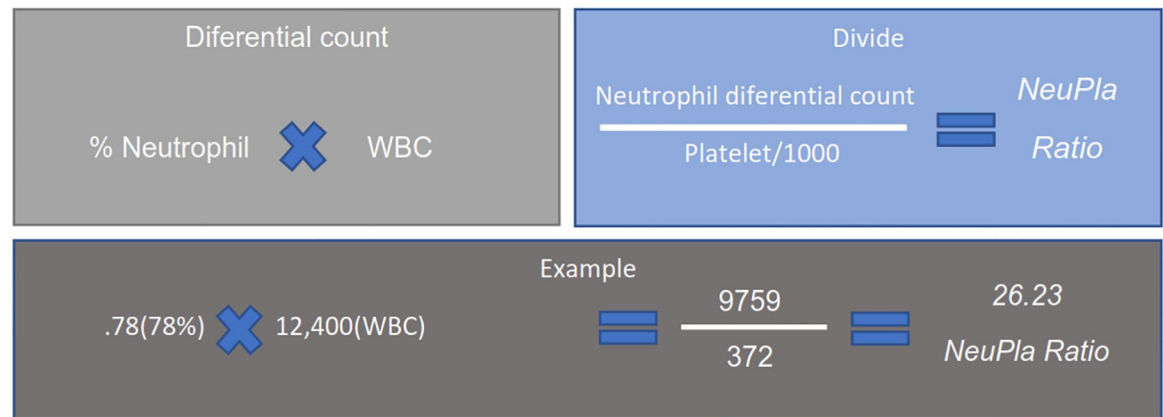 Diferential count
% Neutrophil WBC
Divide
Neutrophil diferential count
Platelet/1000
NeuPla
Ratio
Example
.78(78%) 12,400(WBC)
9759
372
26.23
NeuPla Ratio